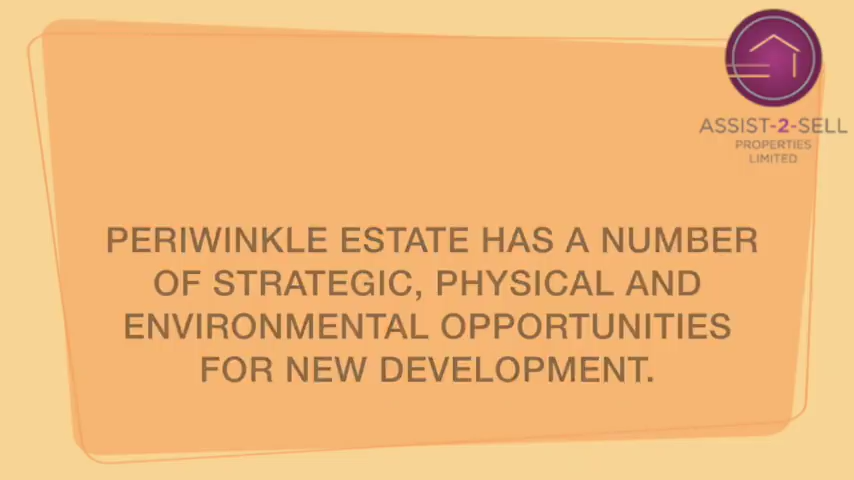 ASSIST-2-SELL
PROPERTIES
LIMITED
PERIWINKLE ESTATE HAS A NUMBER
OF STRATEGIC, PHYSICAL AND
ENVIRONMENTAL OPPORTUNITIES
FOR NEW DEVELOPMENT.